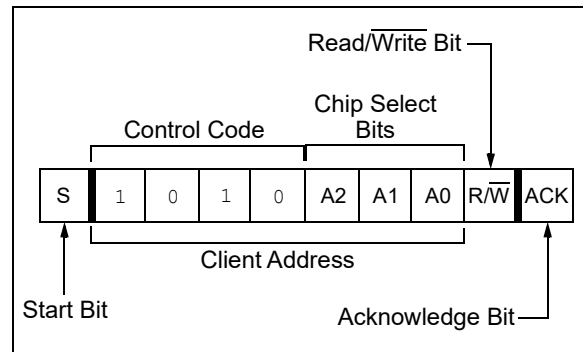 Read/Write Bit
Chip Select
Bits
Control Code
S 1 0 1 0 A2 A1 A0 R/W ACK
Client Address
Start Bit
Acknowledge Bit